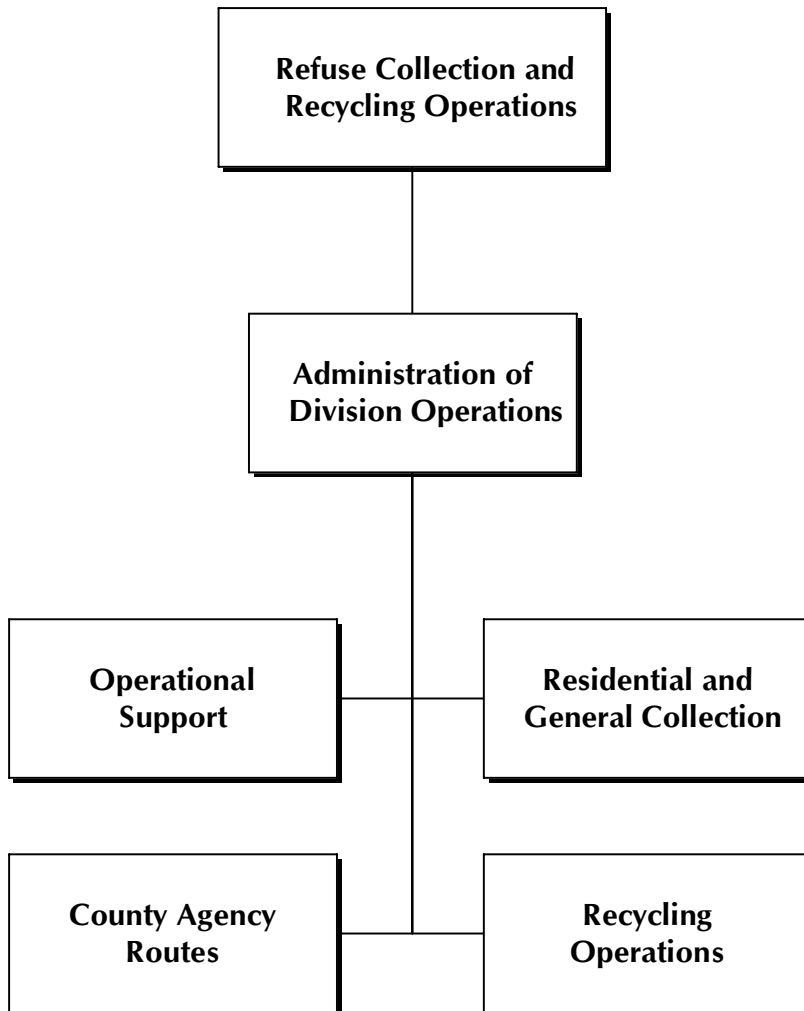 Refuse Collection and
Recycling Operations
Administration of
Division Operations
Operational
Support
Residential and
General Collection
County Agency
Routes
Recycling
Operations